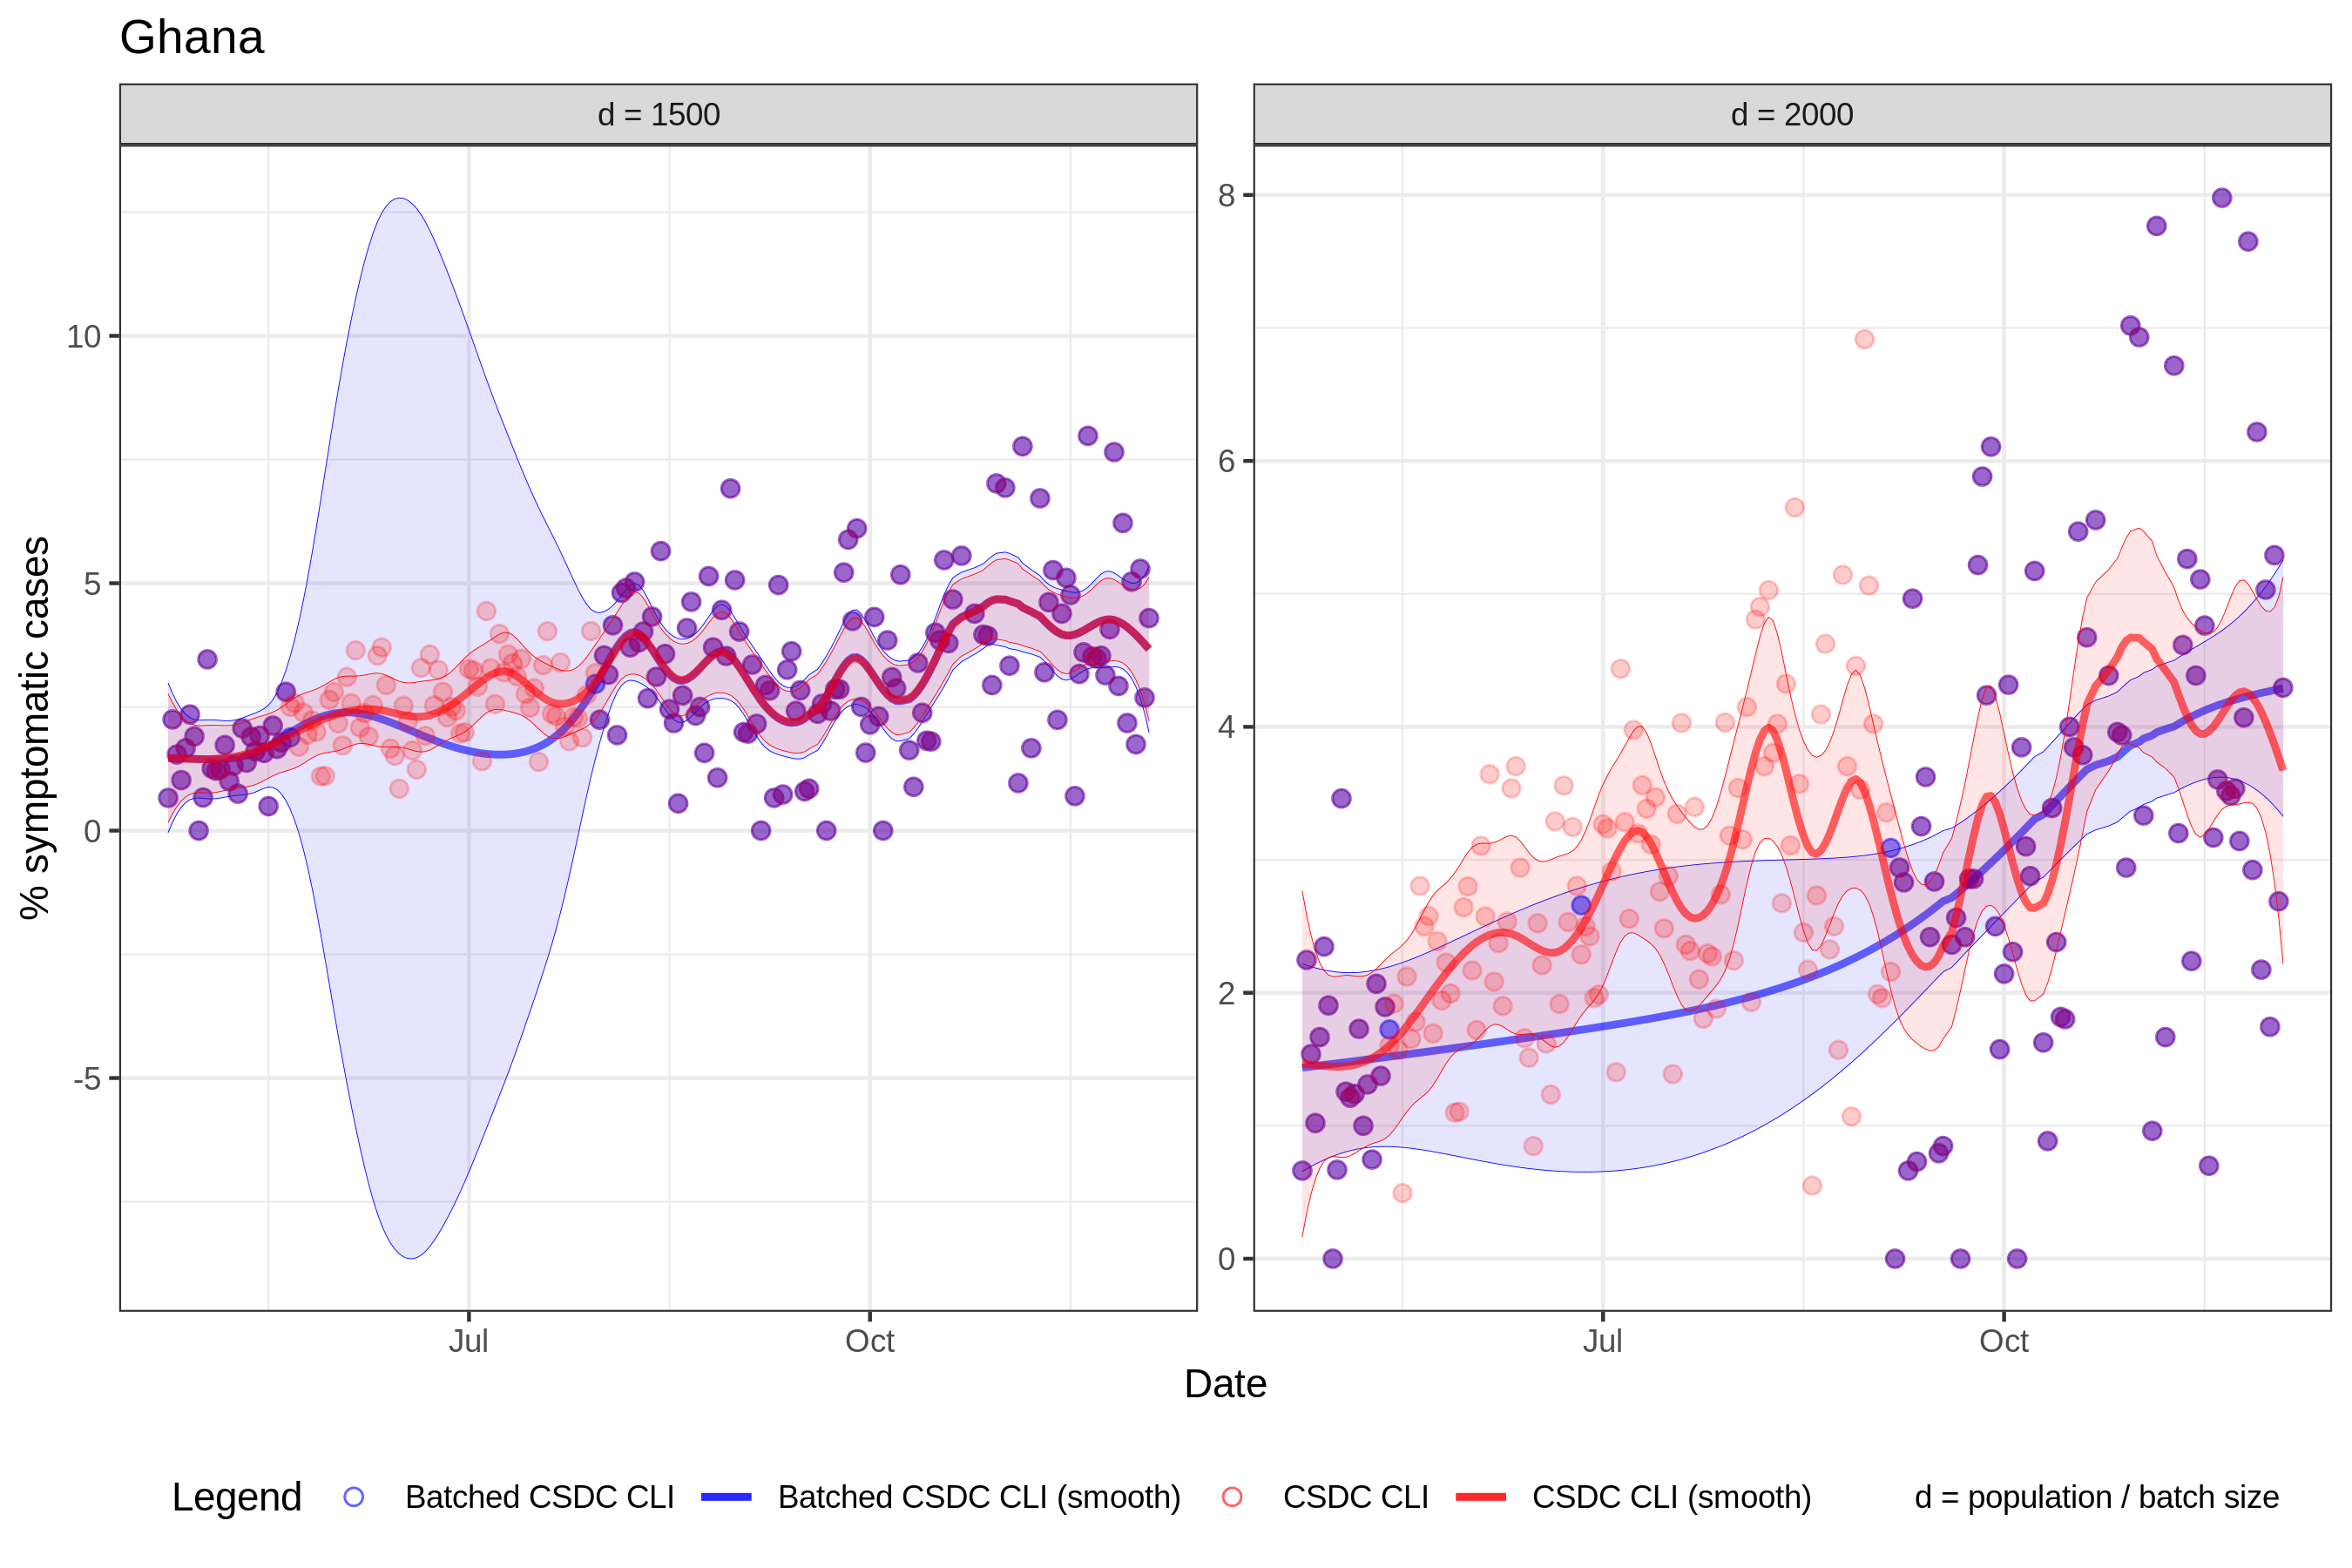 Ghana
d = 1500
d = 2000
% symptomatic cases
10
5
0
-5
8
6
4
2
0
Jul
Oct
Jul
Oct
Date
Legend
Batched CSDC CLI
Batched CSDC CLI (smooth)
CSDC CLI
CSDC CLI (smooth)
d = population / batch size